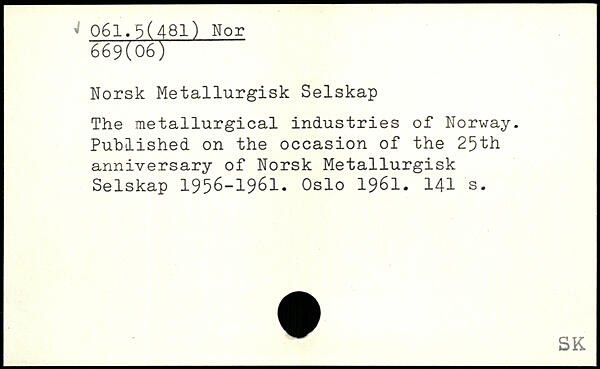 ✓ 061.5(481) Nor
669(06)
Norsk Metallurgisk Selskap
The metallurgical industries of Norway.
Published on the occasion of the 25th
anniversary of Norsk Metallurgisk
Selskap 1956-1961. Oslo 1961. 141 s.
SK